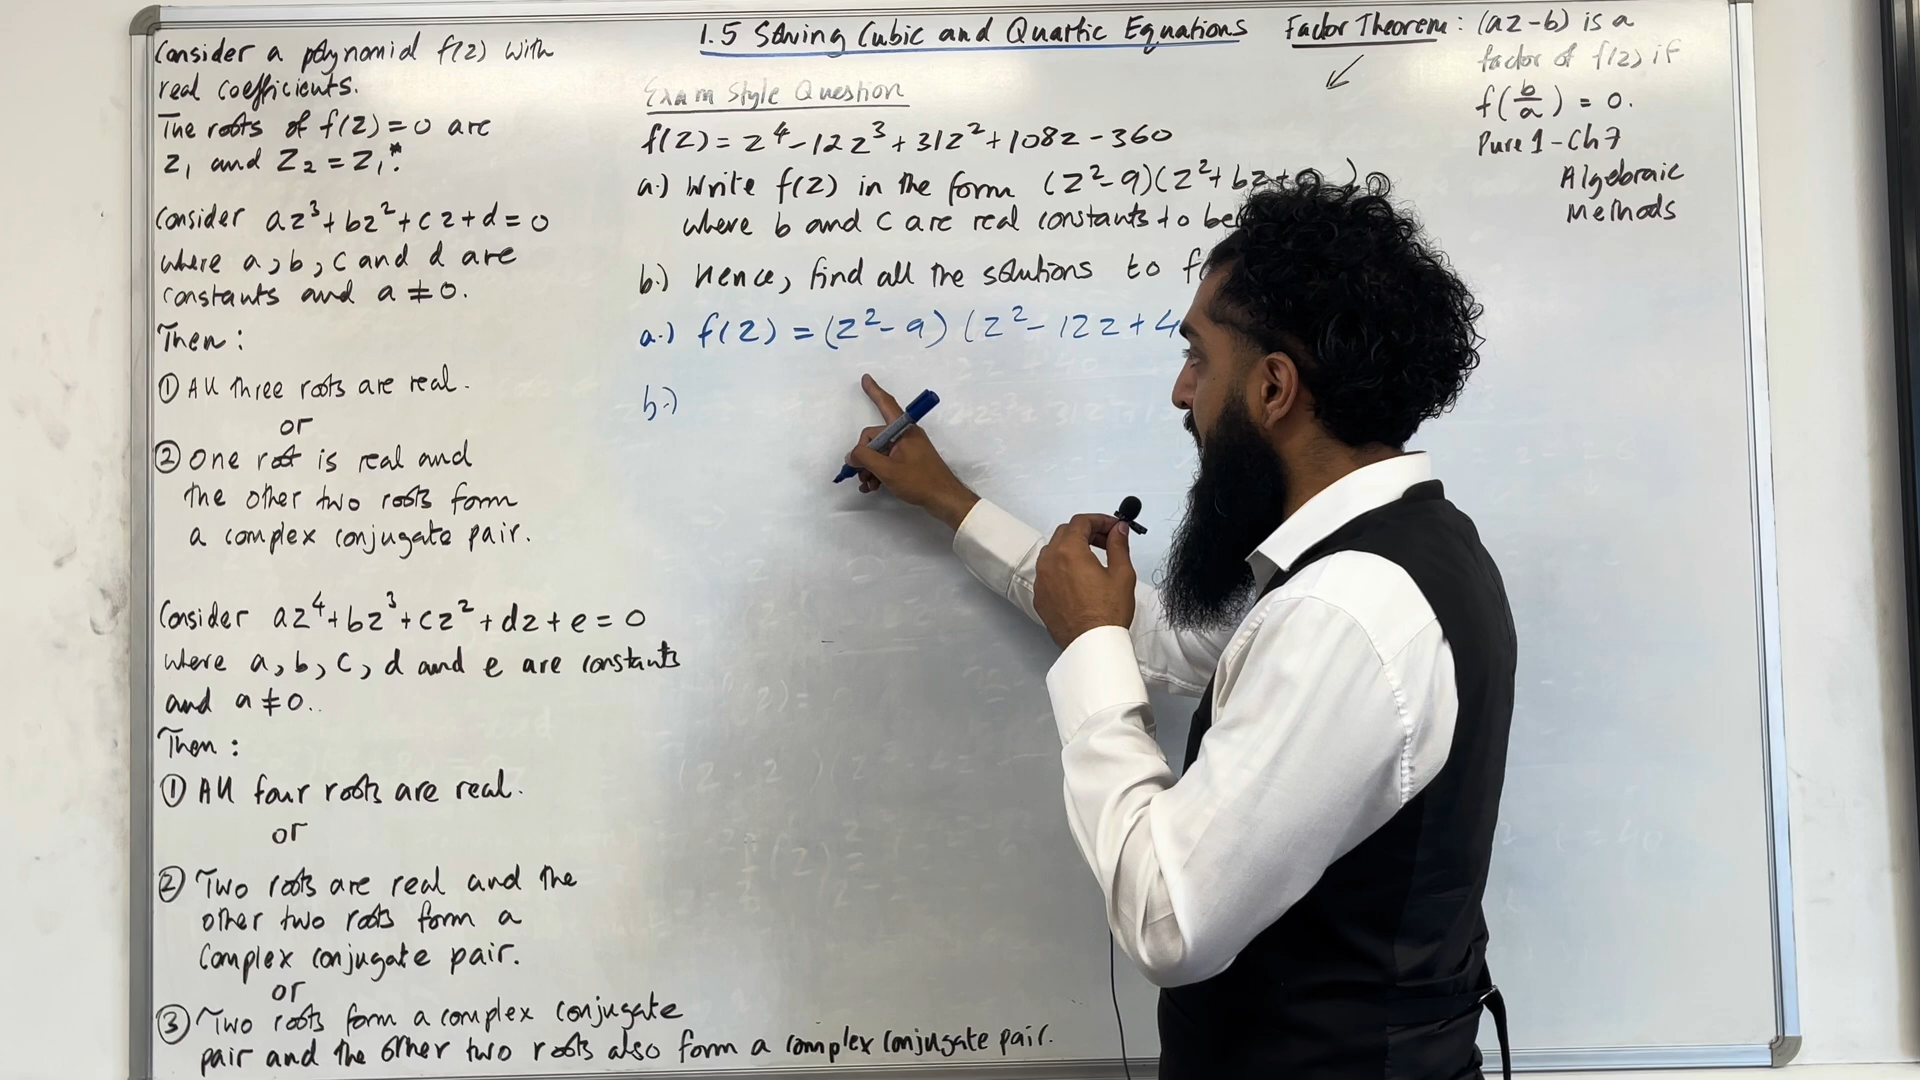 1.5 Solving Cubic and Quartic Equations
Factor Theorem : (az-b) is a
factor of f(z) if
f(b/a) = 0.
Pure 1 - Ch 7
Algebraic
Methods
Consider a polynomial f(z) with
real coefficients.
The roots of f(z)=0 are
z₁ and z₂ = z₁*.
Consider az³+bz²+cz+d=0
where a, b, c and d are
constants and a ≠ 0.
Then :
① All three roots are real.
or
② One root is real and
the other two roots form
a complex conjugate pair.
Consider az⁴+bz³+cz²+dz+e=0
where a, b, c, d and e are constants
and a ≠ 0.
Then :
① All four roots are real.
or
② Two roots are real and the
other two roots form a
complex conjugate pair.
or
③ Two roots form a complex conjugate
pair and the other two roots also form a complex conjugate pair.
Exam Style Question
f(z) = z⁴-12z³+31z²+108z-360
a.) Write f(z) in the form (z²-9)(z²+bz+
where b and c are real constants to be
b.) Hence, find all the solutions to
a.) f(z) = (z²-9)(z²-12z+4
b.)